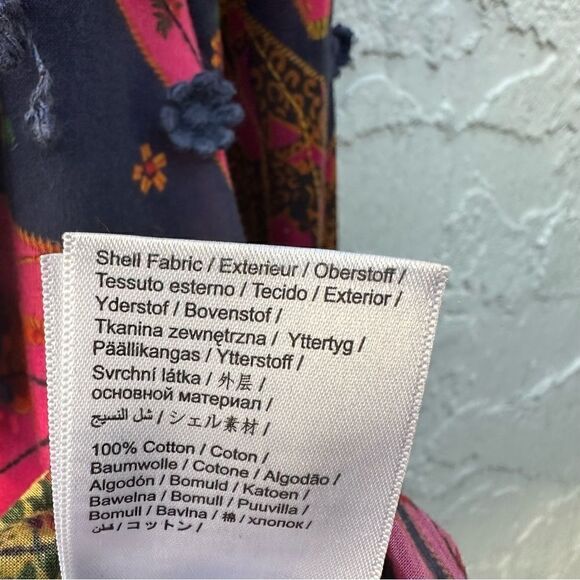 Shell Fabric / Exterieur / Oberstoff /
Tessuto esterno / Tecido / Exterior /
Yderstof / Bovenstof /
Tkanina zewnętrzna / Yttertyg /
Päällikangas / Ytterstoff /
Svrchní látka / 外层 /
основной материал /
شل النسيج / シェル素材 /
100% Cotton / Coton /
Baumwolle / Cotone / Algodão /
Algodón / Bomuld / Katoen /
Bawełna / Bomull / Puuvilla /
Bomull / Bavlna / 棉 / хлопок /
قطن / コットン /